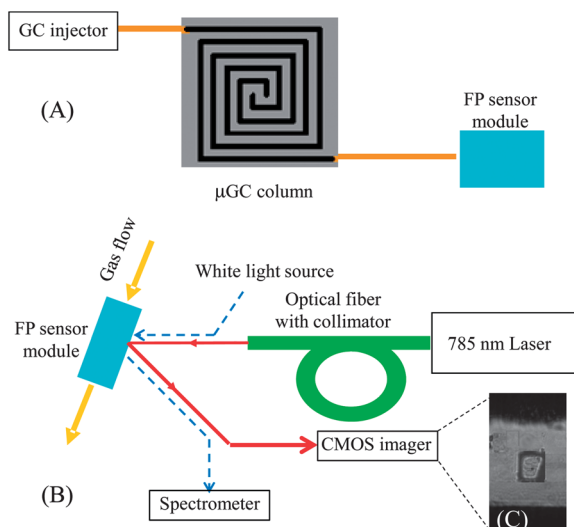 GC injector
(A)
FP sensor
module
μGC column
(B)
Gas flow
White light source
Optical fiber
with collimator
FP sensor
module
785 nm Laser
CMOS imager
Spectrometer
(C)